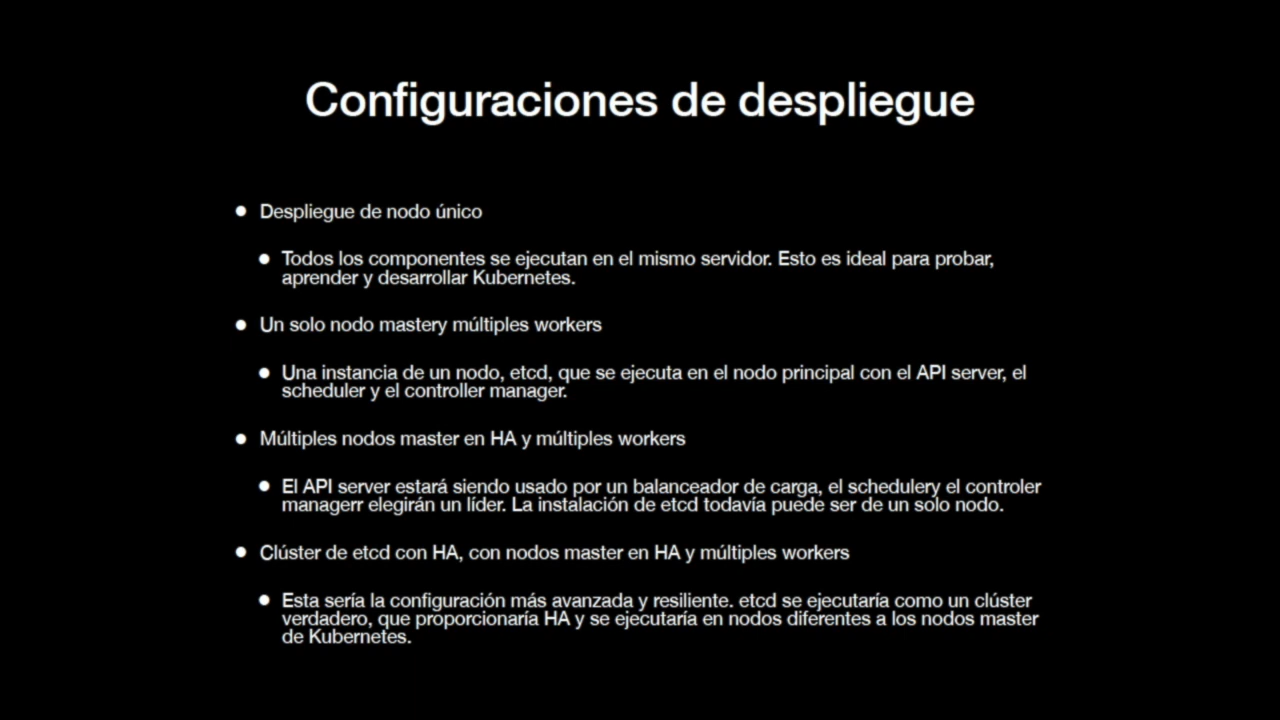 Configuraciones de despliegue
● Despliegue de nodo único
● Todos los componentes se ejecutan en el mismo servidor. Esto es ideal para probar,
aprender y desarrollar Kubernetes.
● Un solo nodo mastery múltiples workers
● Una instancia de un nodo, etcd, que se ejecuta en el nodo principal con el API server, el
scheduler y el controller manager.
● Múltiples nodos master en HA y múltiples workers
● El API server estará siendo usado por un balanceador de carga, el schedulery el controler
managerr elegirán un líder. La instalación de etcd todavía puede ser de un solo nodo.
● Clúster de etcd con HA, con nodos master en HA y múltiples workers
● Esta sería la configuración más avanzada y resiliente. etcd se ejecutaría como un clúster
verdadero, que proporcionaría HA y se ejecutaría en nodos diferentes a los nodos master
de Kubernetes.